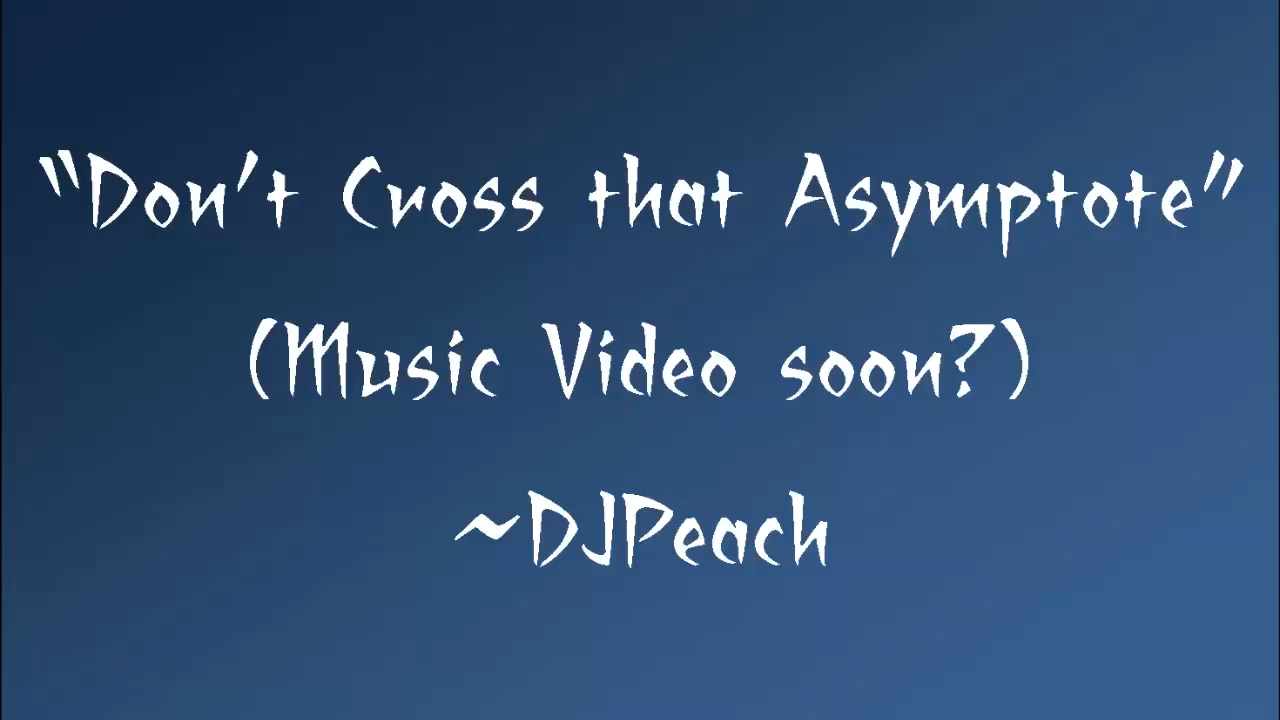 “Don’t Cross that Asymptote”
(Music Video soon?)
~DJPeach